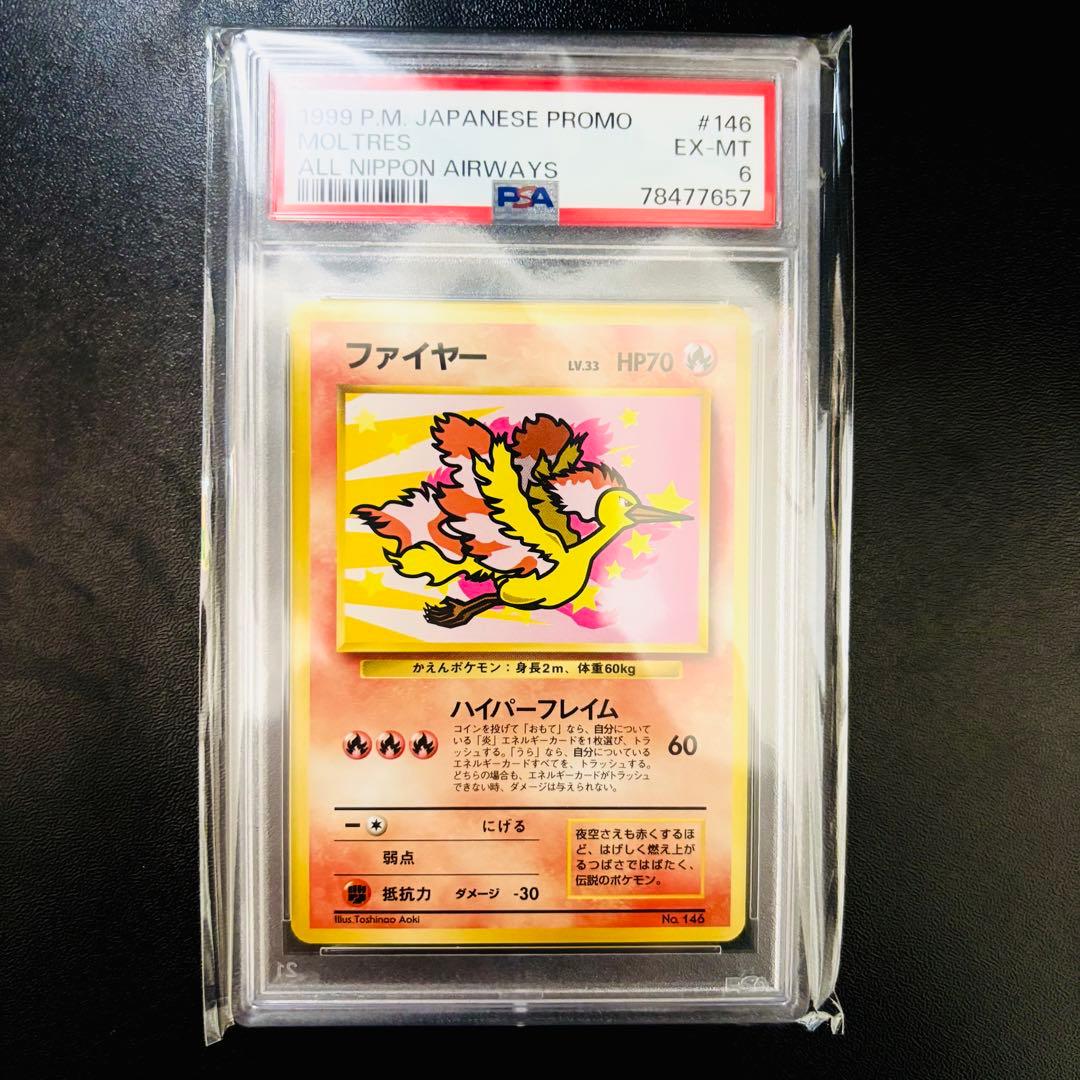 1999 P.M. JAPANESE PROMO #146
MOLTRES EX-MT
ALL NIPPON AIRWAYS 6
PSA 78477657
ファイヤー LV.33 HP70
かえんポケモン：身長2m、体重60kg
ハイパーフレイム
コインを投げて「おもて」なら、自分につい​て
いる「炎」エネルギーカードを1枚選び、トラ
ッシュする。「うら」なら、自分についている
エネルギーカードすべてを、トラッシュする。
どちらの場合も、エネルギーカードがトラッシュ
できない時、ダメージは与えられない。
60
にげる
弱点
抵抗力 ダメージ -30
夜空さえも赤くするほ
ど、はげしく燃え上が
るつばさではばたく、
伝説のポケモン。
Illus. Toshinao Aoki No. 146